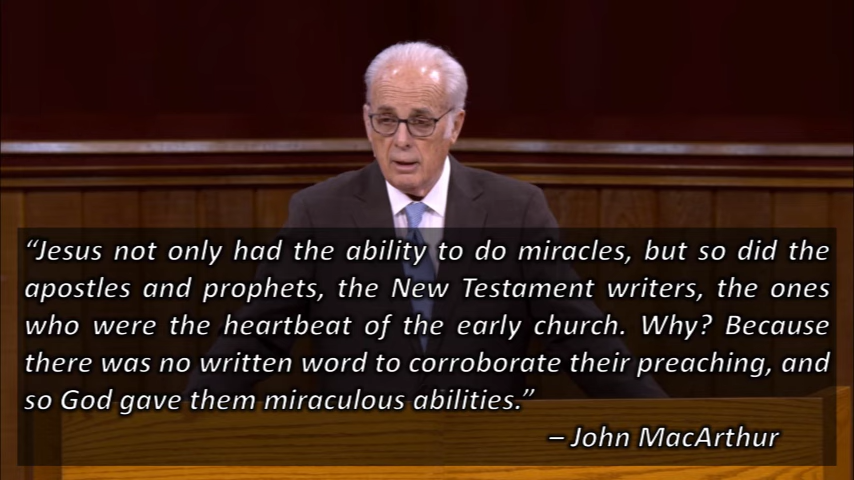 “Jesus not only had the ability to do miracles, but so did the
apostles and prophets, the New Testament writers, the ones
who were the heartbeat of the early church. Why? Because
there was no written word to corroborate their preaching, and
so God gave them miraculous abilities.”
– John MacArthur